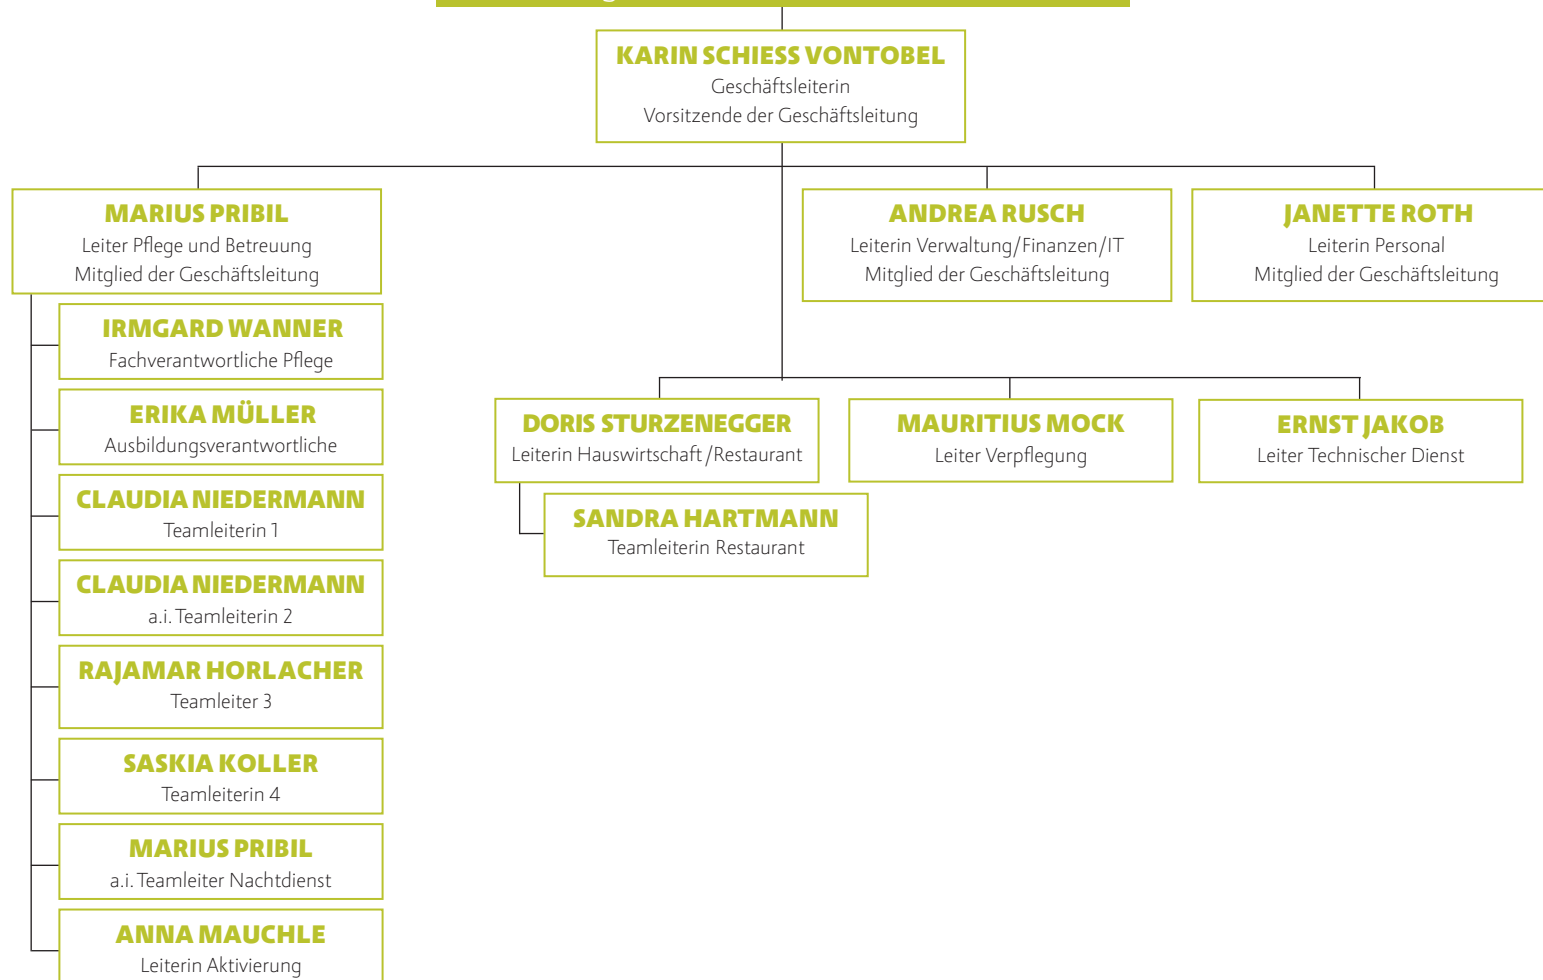 KARIN SCHIESS VONTOBEL
Geschäftsleiterin
Vorsitzende der Geschäftsleitung
MARIUS PRIBIL
Leiter Pflege und Betreuung
Mitglied der Geschäftsleitung
ANDREA RUSCH
Leiterin Verwaltung/Finanzen/IT
Mitglied der Geschäftsleitung
JANETTE ROTH
Leiterin Personal
Mitglied der Geschäftsleitung
IRMGARD WANNER
Fachverantwortliche Pflege
ERIKA MÜLLER
Ausbildungsverantwortliche
CLAUDIA NIEDERMANN
Teamleiterin 1
CLAUDIA NIEDERMANN
a.i. Teamleiterin 2
RAJAMAR HORLACHER
Teamleiter 3
SASKIA KOLLER
Teamleiterin 4
MARIUS PRIBIL
a.i. Teamleiter Nachtdienst
ANNA MAUCHLE
Leiterin Aktivierung
DORIS STURZENEGGER
Leiterin Hauswirtschaft/Restaurant
SANDRA HARTMANN
Teamleiterin Restaurant
MAURITIUS MOCK
Leiter Verpflegung
ERNST JAKOB
Leiter Technischer Dienst